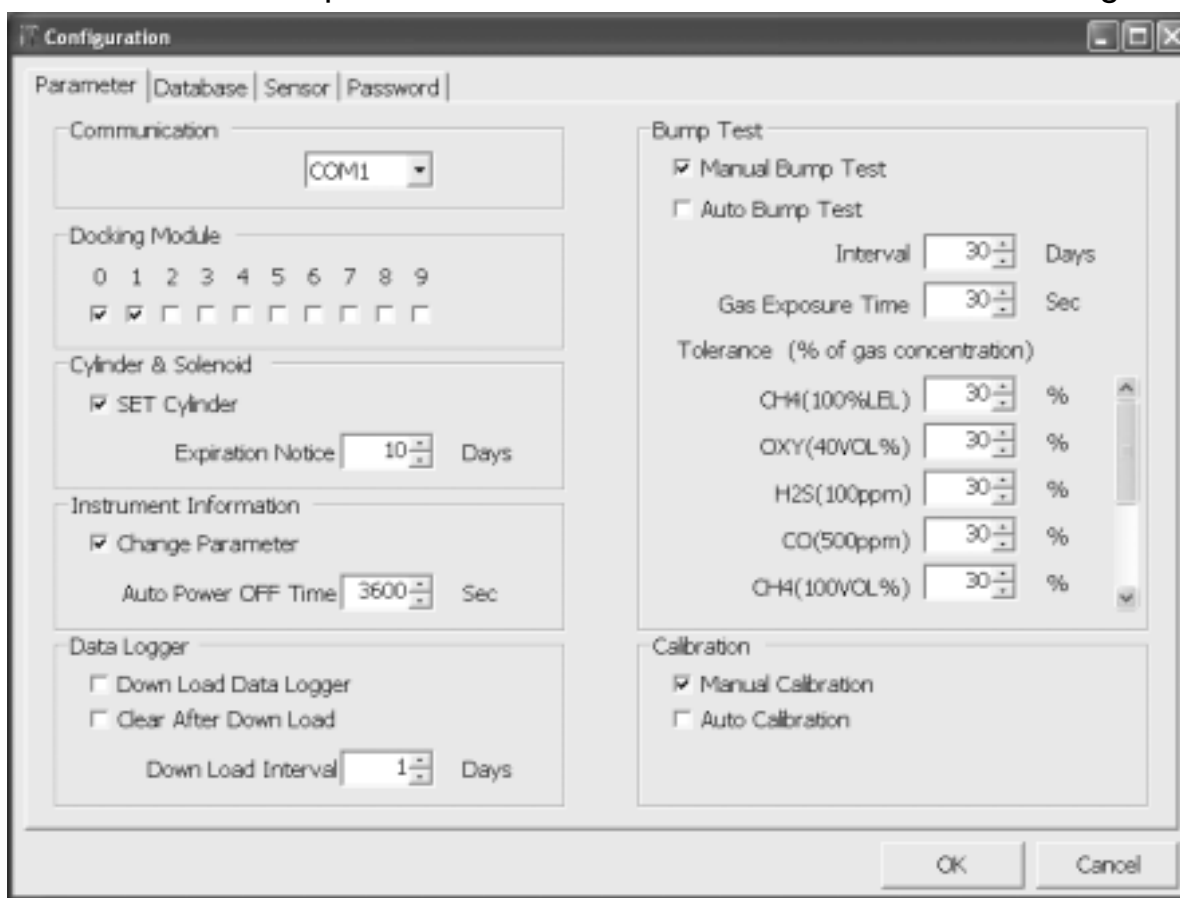 Configuration
Parameter Database Sensor Password
Communication
COM1
Docking Module
0 1 2 3 4 5 6 7 8 9
Cylinder & Solenoid
SET Cylinder
Expiration Notice 10 Days
Instrument Information
Change Parameter
Auto Power OFF Time 3600 Sec
Data Logger
Down Load Data Logger
Clear After Down Load
Down Load Interval 1 Days
Bump Test
Manual Bump Test
Auto Bump Test
Interval 30 Days
Gas Exposure Time 30 Sec
Tolerance (% of gas concentration)
CH4(100%LEL) 30 %
OXY(40VOL%) 30 %
H2S(100ppm) 30 %
CO(500ppm) 30 %
CH4(100VOL%) 30 %
Calibration
Manual Calibration
Auto Calibration
OK Cancel